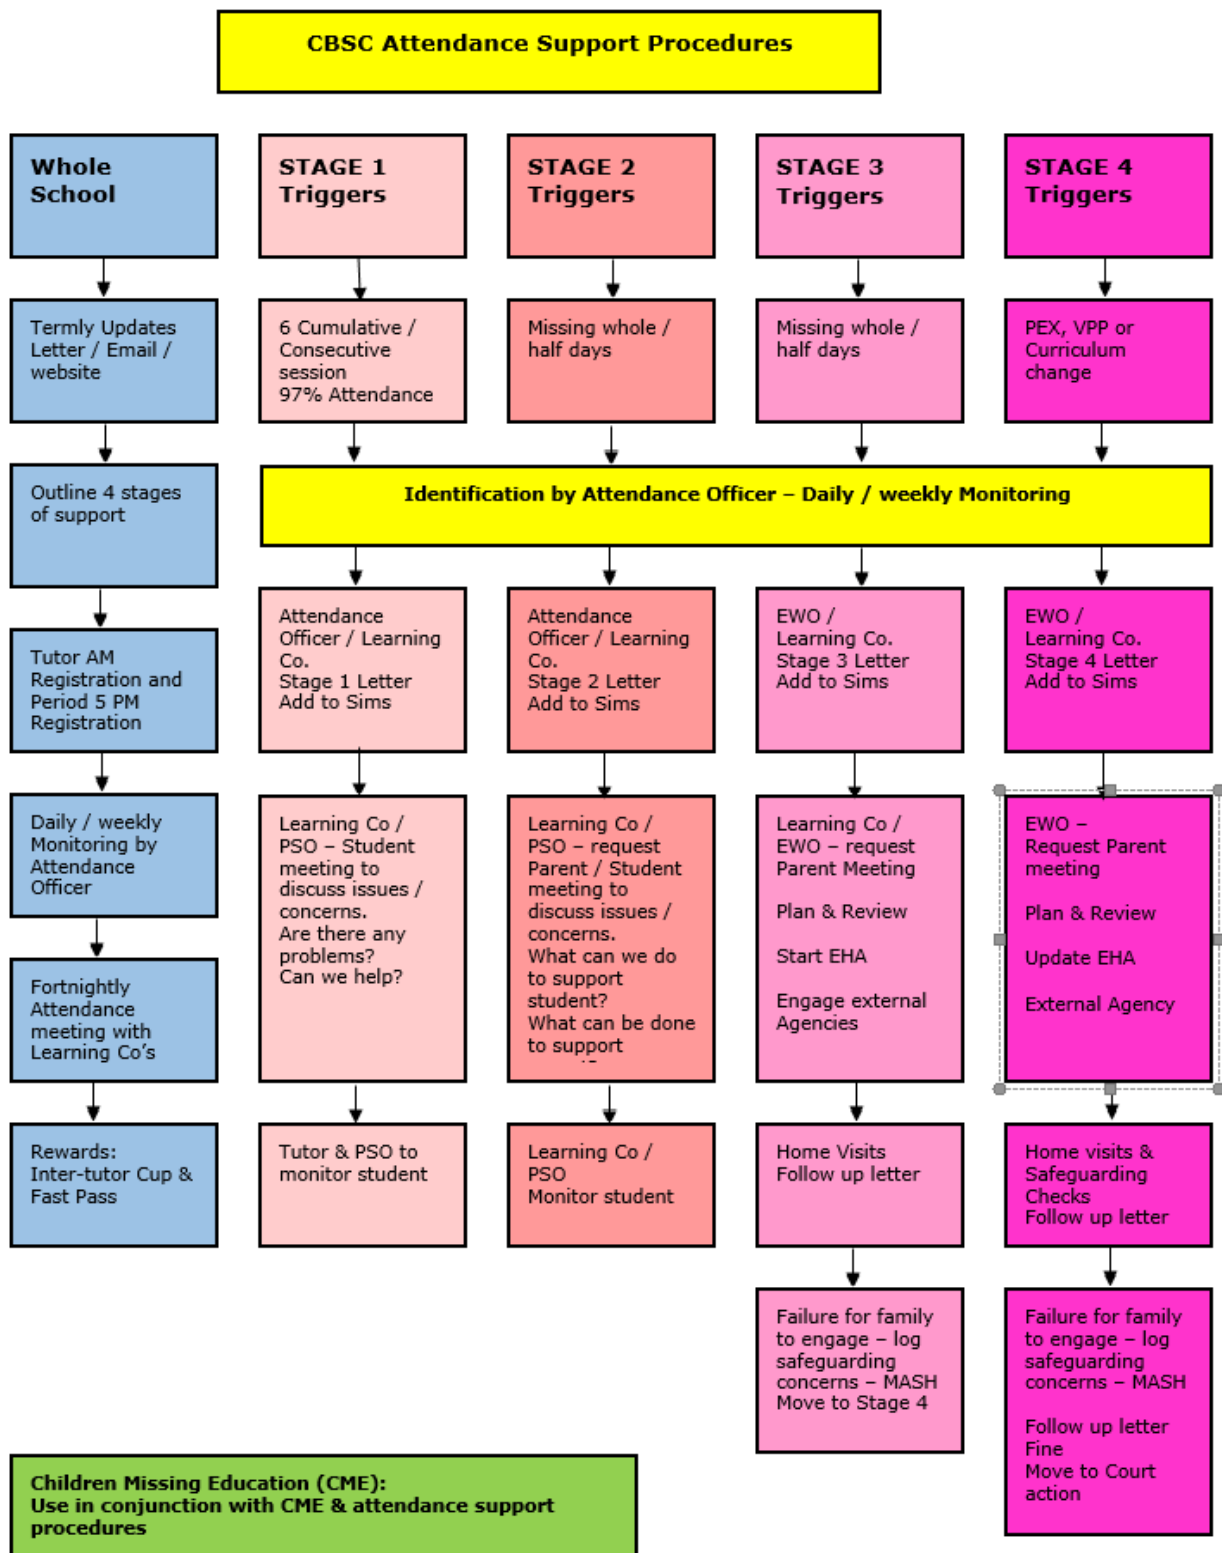 CBSC Attendance Support Procedures
Whole
School
Termly Updates
Letter / Email /
website
Outline 4 stages
of support
Tutor AM
Registration and
Period 5 PM
Registration
Daily / weekly
Monitoring by
Attendance
Officer
Fortnightly
Attendance
meeting with
Learning Co’s
Rewards:
Inter-tutor Cup &
Fast Pass
STAGE 1
Triggers
6 Cumulative /
Consecutive
session
97% Attendance
STAGE 2
Triggers
Missing whole /
half days
STAGE 3
Triggers
Missing whole /
half days
STAGE 4
Triggers
PEX, VPP or
Curriculum
change
Identification by Attendance Officer – Daily / weekly Monitoring
Attendance
Officer / Learning
Co.
Stage 1 Letter
Add to Sims
Learning Co /
PSO – Student
meeting to
discuss issues /
concerns.
Are there any
problems?
Can we help?
Tutor & PSO to
monitor student
Attendance
Officer / Learning
Co.
Stage 2 Letter
Add to Sims
Learning Co /
PSO – request
Parent / Student
meeting to
discuss issues /
concerns.
What can we do
to support
student?
What can be done
to support
Learning Co /
PSO
Monitor student
EWO /
Learning Co.
Stage 3 Letter
Add to Sims
Learning Co /
EWO – request
Parent Meeting
Plan & Review
Start EHA
Engage external
Agencies
Home Visits
Follow up letter
Failure for family
to engage – log
safeguarding
concerns – MASH
Move to Stage 4
EWO /
Learning Co.
Stage 4 Letter
Add to Sims
EWO –
Request Parent
meeting
Plan & Review
Update EHA
External Agency
Home visits &
Safeguarding
Checks
Follow up letter
Failure for family
to engage – log
safeguarding
concerns – MASH
Follow up letter
Fine
Move to Court
action
Children Missing Education (CME):
Use in conjunction with CME & attendance support
procedures